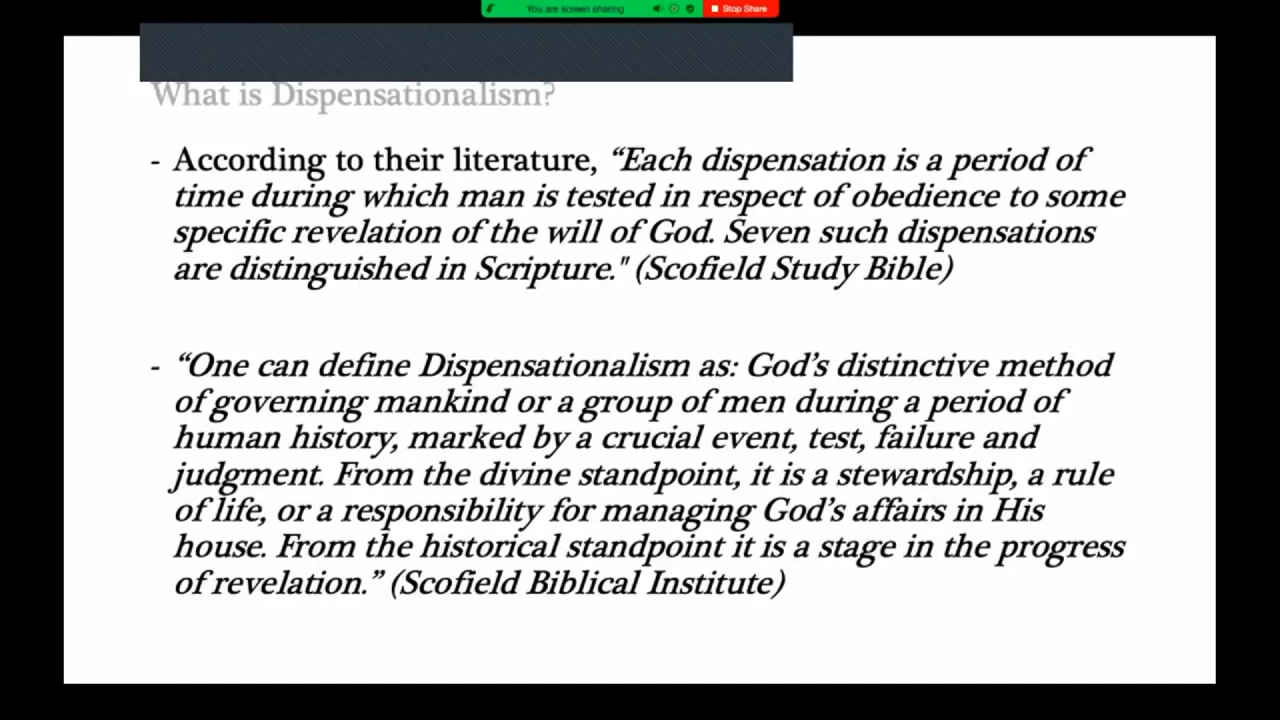 You are screen sharing
Stop Share
What is Dispensationalism?
- According to their literature, “Each dispensation is a period of
time during which man is tested in respect of obedience to some
specific revelation of the will of God. Seven such dispensations
are distinguished in Scripture." (Scofield Study Bible)
- “One can define Dispensationalism as: God’s distinctive method
of governing mankind or a group of men during a period of
human history, marked by a crucial event, test, failure and
judgment. From the divine standpoint, it is a stewardship, a rule
of life, or a responsibility for managing God’s affairs in His
house. From the historical standpoint it is a stage in the progress
of revelation.” (Scofield Biblical Institute)